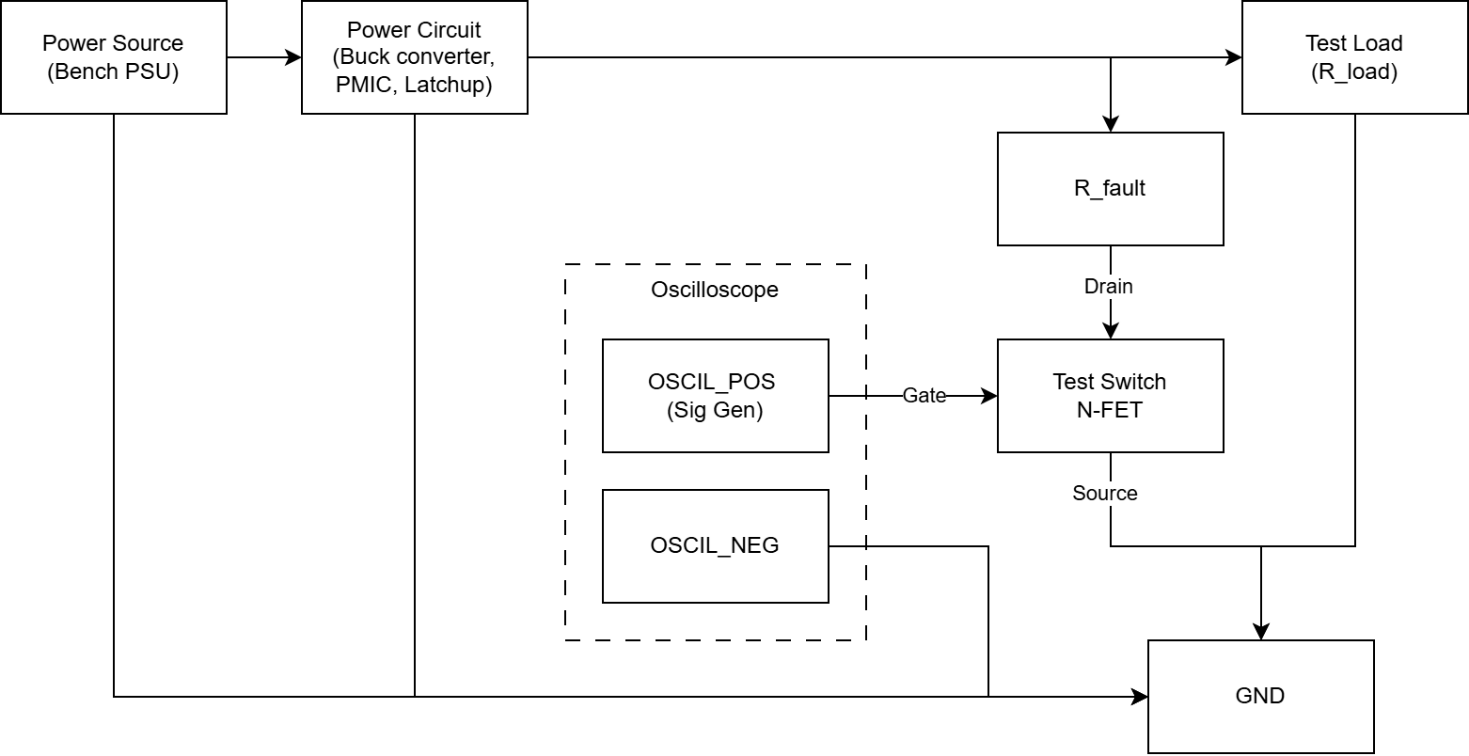 Power Source
(Bench PSU)
Power Circuit
(Buck converter,
PMIC, Latchup)
Test Load
(R_load)
R_fault
Drain
Oscilloscope
OSCIL_POS
(Sig Gen)
Gate
Test Switch
N-FET
Source
OSCIL_NEG
GND